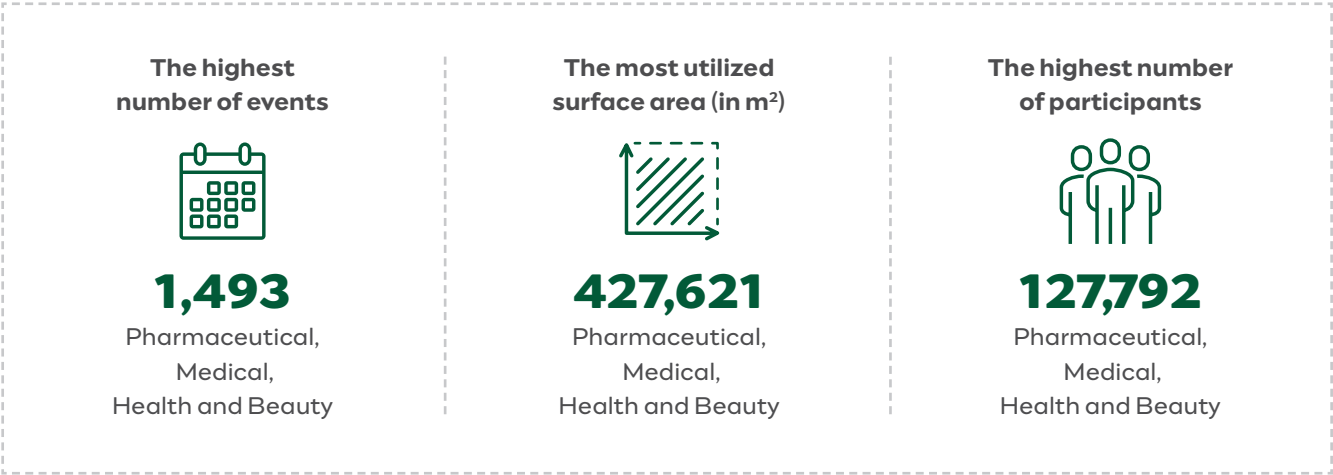 The highest
number of events
1,493
Pharmaceutical,
Medical,
Health and Beauty
The most utilized
surface area (in m²)
427,621
Pharmaceutical,
Medical,
Health and Beauty
The highest number
of participants
127,792
Pharmaceutical,
Medical,
Health and Beauty